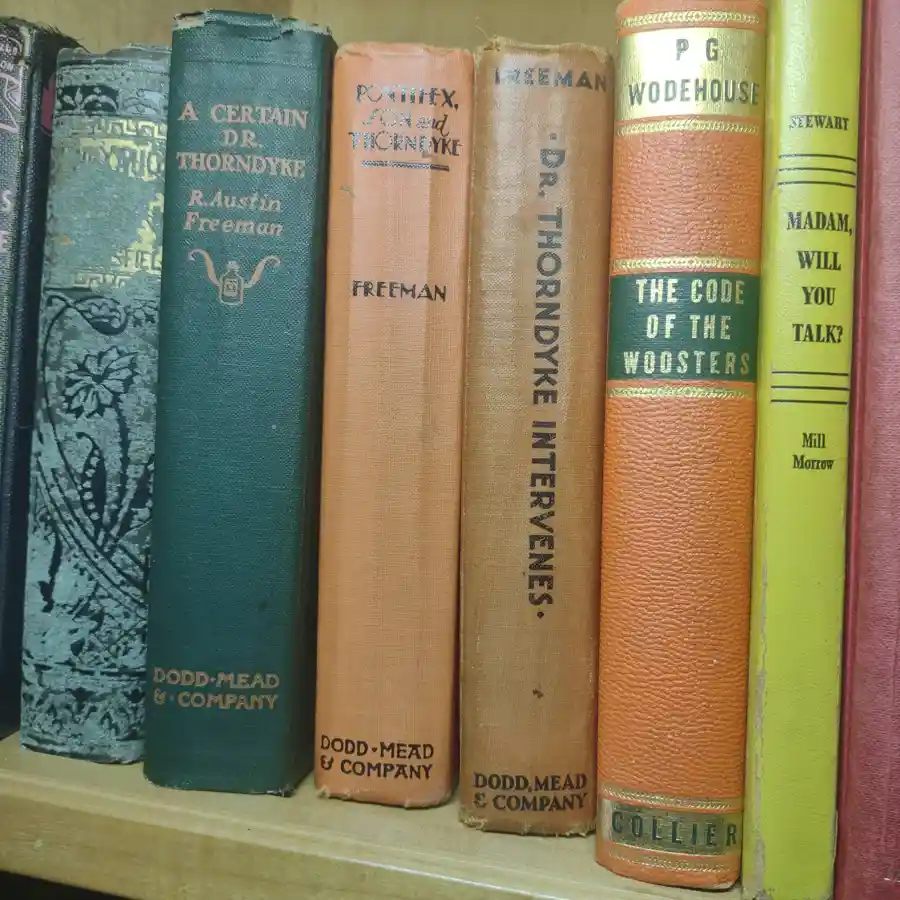 A CERTAIN
DR.
THORNDYKE
R. Austin
Freeman
DODD·MEAD
& COMPANY
PONTIFEX,
SON and
THORNDYKE
FREEMAN
DODD·MEAD
& COMPANY
FREEMAN
·DR. THORNDYKE INTERVENES·
DODD, MEAD
& COMPANY
P G
WODEHOUSE
THE CODE
OF THE
WOOSTERS
COLLIER
STEWART
MADAM,
WILL
YOU
TALK?
Mill
Morrow